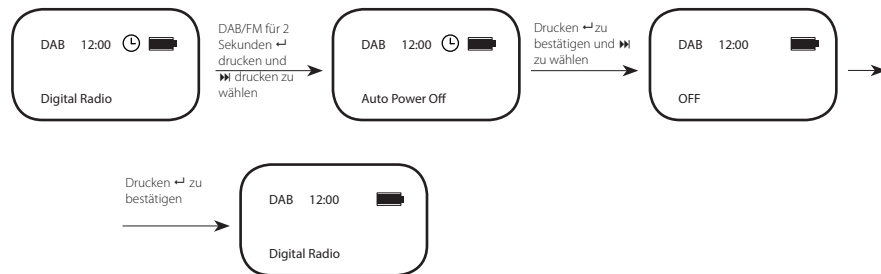 DAB 12:00
Digital Radio
DAB/FM für 2
Sekunden ↵
drucken und
⏭ drucken zu
wählen
DAB 12:00
Auto Power Off
Drucken ↵ zu
bestätigen und ⏭
zu wählen
DAB 12:00
OFF
Drucken ↵ zu
bestätigen
DAB 12:00
Digital Radio